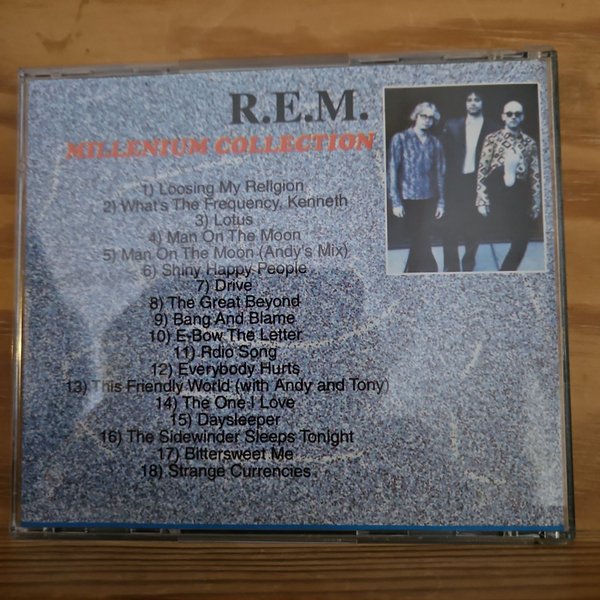 R.E.M.
MILLENIUM COLLECTION
1) Loosing My Religion
2) What's The Frequency, Kenneth
3) Lotus
4) Man On The Moon
5) Man On The Moon (Andy's Mix)
6) Shiny Happy People
7) Drive
8) The Great Beyond
9) Bang And Blame
10) E-Bow The Letter
11) Rdio Song
12) Everybody Hurts
13) This Friendly World (with Andy and Tony)
14) The One I Love
15) Daysleeper
16) The Sidewinder Sleeps Tonight
17) Bittersweet Me
18) Strange Currencies